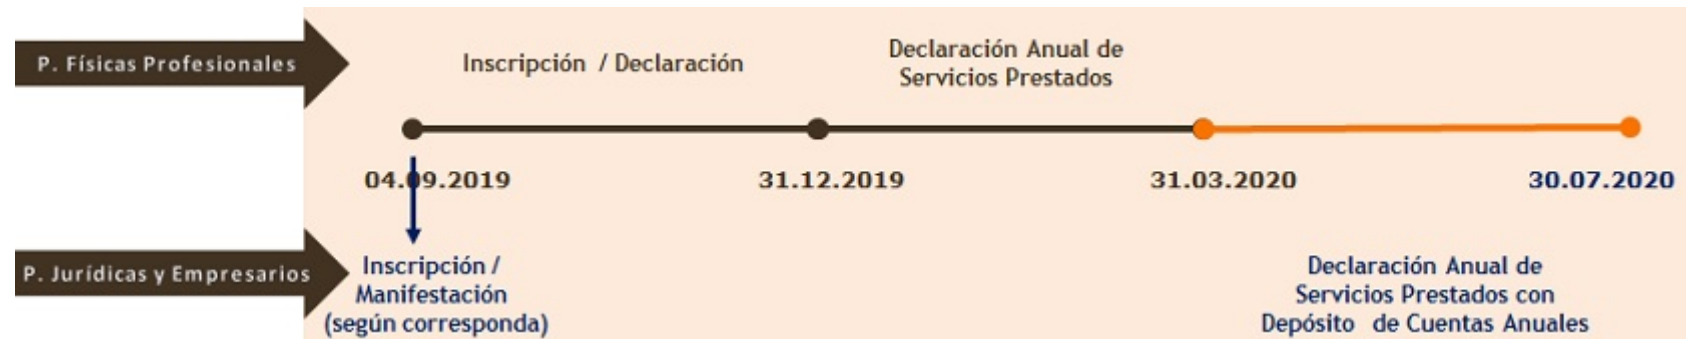 P. Físicas Profesionales
Inscripción / Declaración
Declaración Anual de
Servicios Prestados
04.09.2019
31.12.2019
31.03.2020
30.07.2020
P. Jurídicas y Empresarios
Inscripción /
Manifestación
(según corresponda)
Declaración Anual de
Servicios Prestados con
Depósito de Cuentas Anuales